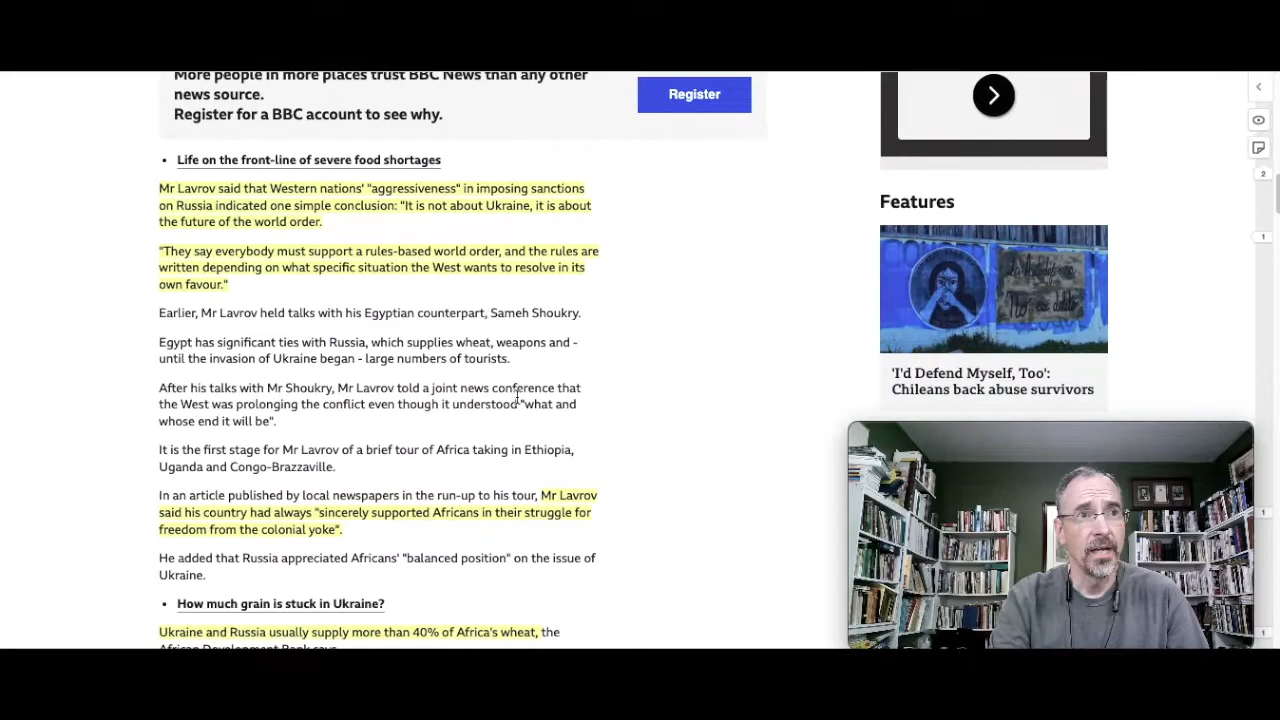 More people in more places trust BBC News than any other
news source.
Register for a BBC account to see why.
Register
Life on the front-line of severe food shortages
Mr Lavrov said that Western nations' "aggressiveness" in imposing sanctions
on Russia indicated one simple conclusion: "It is not about Ukraine, it is about
the future of the world order.
"They say everybody must support a rules-based world order, and the rules are
written depending on what specific situation the West wants to resolve in its
own favour."
Earlier, Mr Lavrov held talks with his Egyptian counterpart, Sameh Shoukry.
Egypt has significant ties with Russia, which supplies wheat, weapons and -
until the invasion of Ukraine began - large numbers of tourists.
After his talks with Mr Shoukry, Mr Lavrov told a joint news conference that
the West was prolonging the conflict even though it understood "what and
whose end it will be".
It is the first stage for Mr Lavrov of a brief tour of Africa taking in Ethiopia,
Uganda and Congo-Brazzaville.
In an article published by local newspapers in the run-up to his tour, Mr Lavrov
said his country had always "sincerely supported Africans in their struggle for
freedom from the colonial yoke".
He added that Russia appreciated Africans' "balanced position" on the issue of
Ukraine.
How much grain is stuck in Ukraine?
Ukraine and Russia usually supply more than 40% of Africa's wheat, the
African Development Bank says.
Features
'I'd Defend Myself, Too':
Chileans back abuse survivors
2
1
1
1